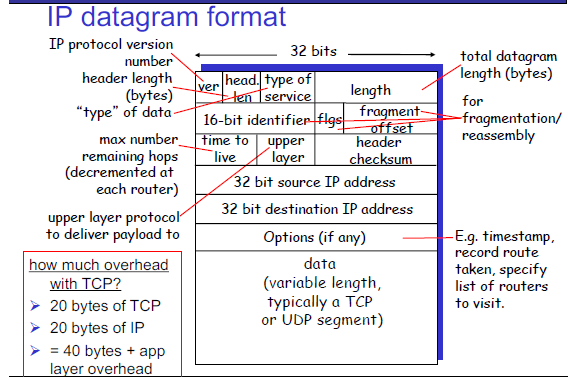 IP datagram format
IP protocol version
number
header length
(bytes)
“type” of data
max number
remaining hops
(decremented at
each router)
upper layer protocol
to deliver payload to
how much overhead
with TCP?
➤ 20 bytes of TCP
➤ 20 bytes of IP
➤ = 40 bytes + app
layer overhead
32 bits
ver
head.
len
type of
service
length
16-bit identifier
flgs
fragment
offset
time to
live
upper
layer
header
checksum
32 bit source IP address
32 bit destination IP address
Options (if any)
data
(variable length,
typically a TCP
or UDP segment)
total datagram
length (bytes)
for
fragmentation/
reassembly
E.g. timestamp,
record route
taken, specify
list of routers
to visit.